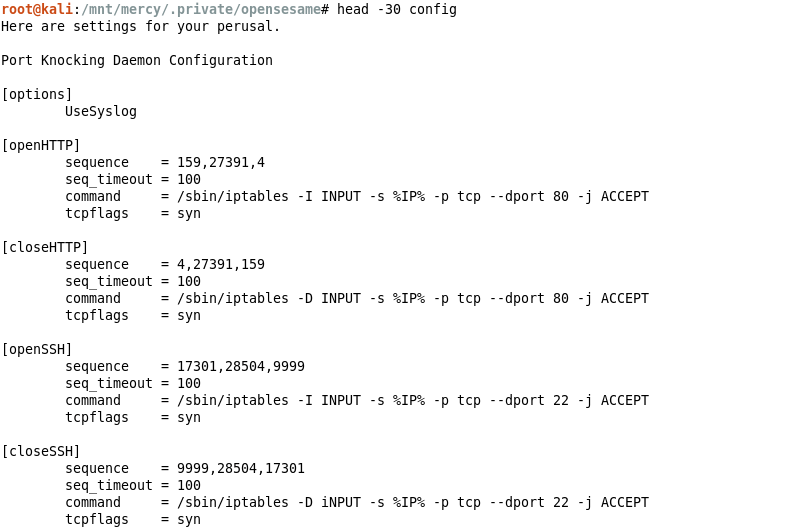 root@kali:/mnt/mercy/.private/opensesame# head -30 config
Here are settings for your perusal.

Port Knocking Daemon Configuration

[options]
        UseSyslog

[openHTTP]
        sequence    = 159,27391,4
        seq_timeout = 100
        command     = /sbin/iptables -I INPUT -s %IP% -p tcp --dport 80 -j ACCEPT
        tcpflags    = syn

[closeHTTP]
        sequence    = 4,27391,159
        seq_timeout = 100
        command     = /sbin/iptables -D INPUT -s %IP% -p tcp --dport 80 -j ACCEPT
        tcpflags    = syn

[openSSH]
        sequence    = 17301,28504,9999
        seq_timeout = 100
        command     = /sbin/iptables -I INPUT -s %IP% -p tcp --dport 22 -j ACCEPT
        tcpflags    = syn

[closeSSH]
        sequence    = 9999,28504,17301
        seq_timeout = 100
        command     = /sbin/iptables -D iNPUT -s %IP% -p tcp --dport 22 -j ACCEPT
        tcpflags    = syn